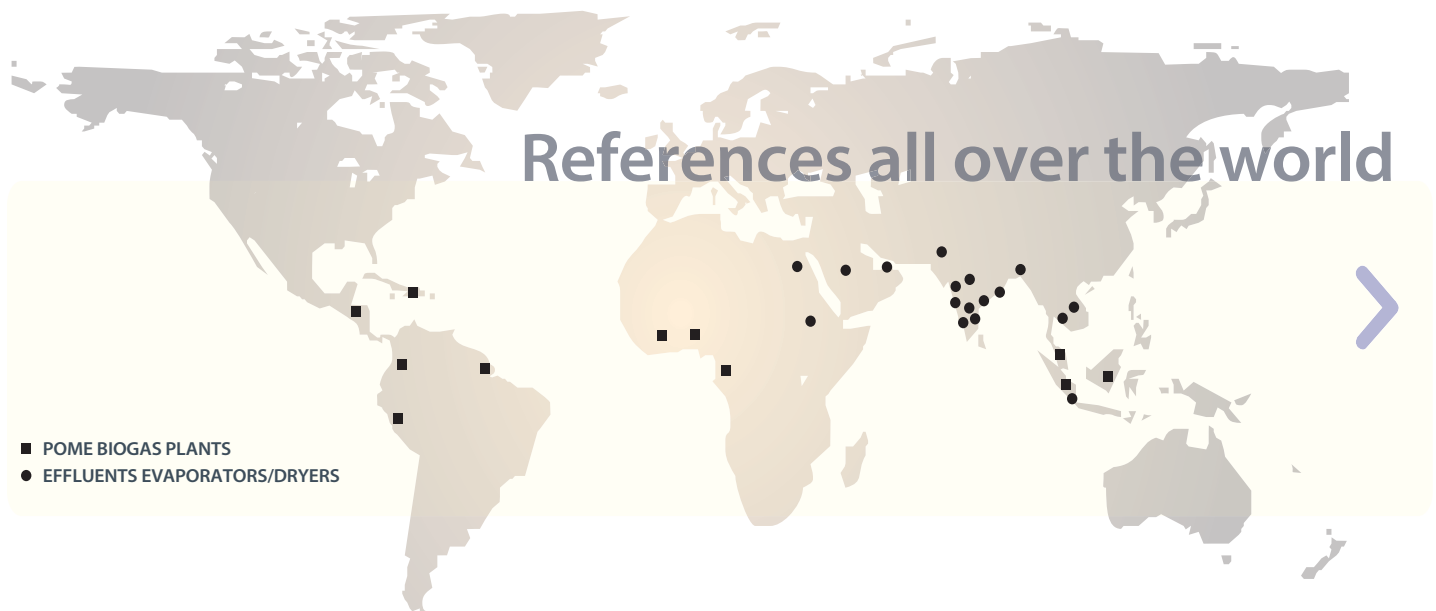 References all over the world
POME BIOGAS PLANTS
EFFLUENTS EVAPORATORS/DRYERS